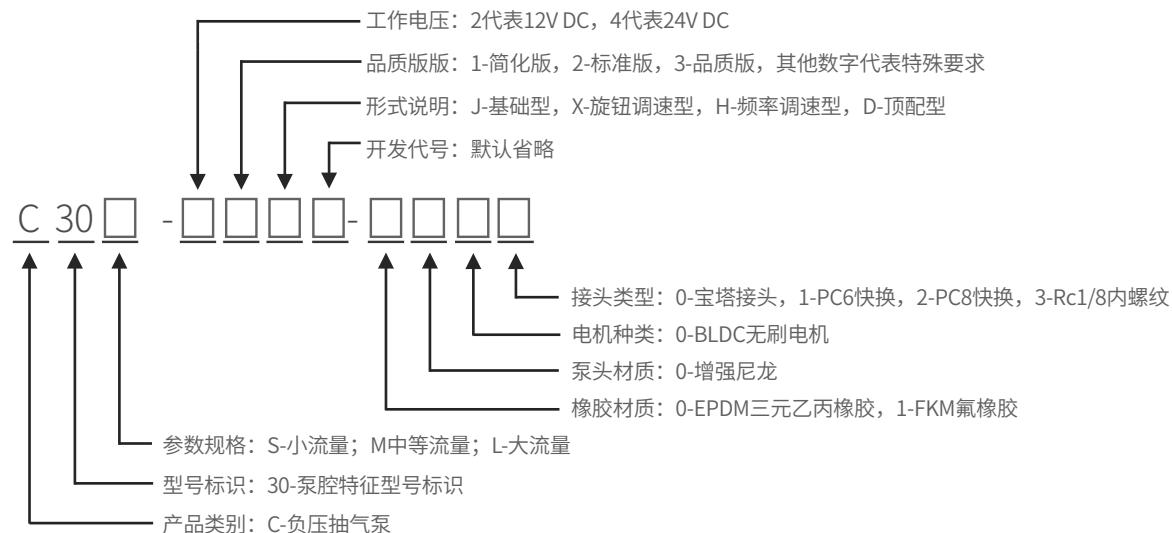 工作电压：2代表12V DC，4代表24V DC
品质版版：1-简化版，2-标准版，3-品质版，其他数字代表特殊要求
形式说明：J-基础型，X-旋钮调速型，H-频率调速型，D-顶配型
开发代号：默认省略
C 30□ -□□□□-□□□□
接头类型：0-宝塔接头，1-PC6快换，2-PC8快换，3-Rc1/8内螺纹
电机种类：0-BLDC无刷电机
泵头材质：0-增强尼龙
橡胶材质：0-EPDM三元乙丙橡胶，1-FKM氟橡胶
参数规格：S-小流量；M中等流量；L-大流量
型号标识：30-泵腔特征型号标识
产品类别：C-负压抽气泵